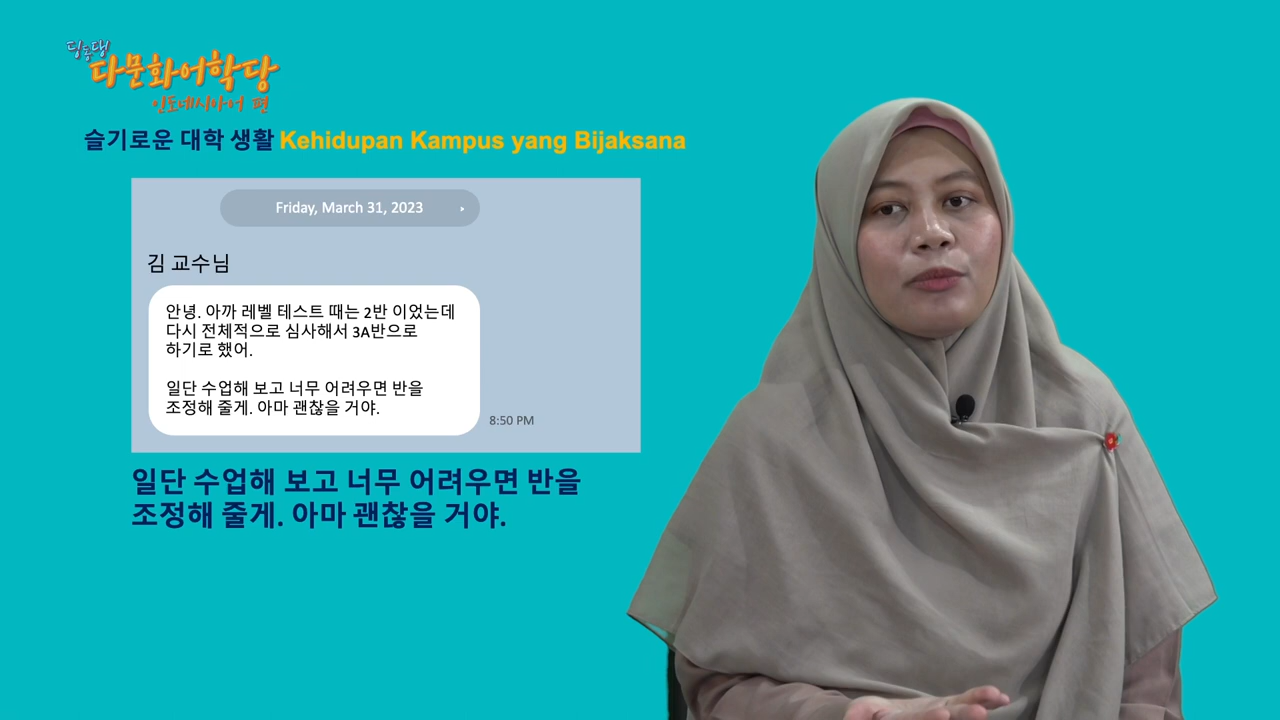 딩동댕
다문화어학당
인도네시아어 편
슬기로운 대학 생활 Kehidupan Kampus yang Bijaksana
Friday, March 31, 2023
김 교수님
안녕. 아까 레벨 테스트 때는 2반 이었는데
다시 전체적으로 심사해서 3A반으로
하기로 했어.
일단 수업해 보고 너무 어려우면 반을
조정해 줄게. 아마 괜찮을 거야.
8:50 PM
일단 수업해 보고 너무 어려우면 반을
조정해 줄게. 아마 괜찮을 거야.